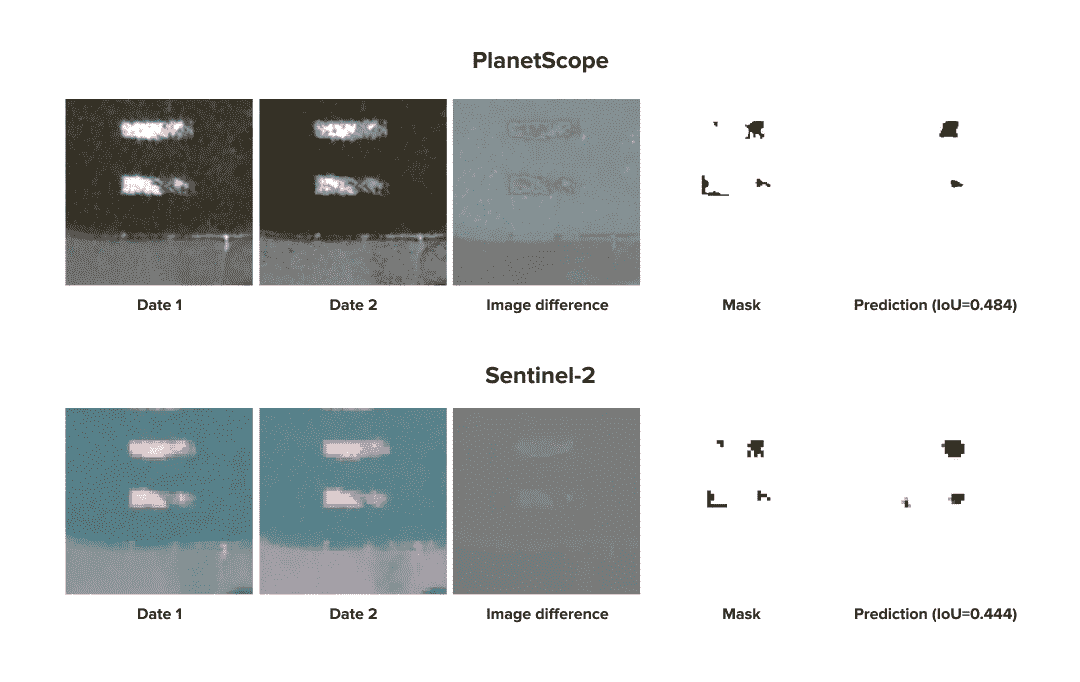 PlanetScope
Date 1 Date 2 Image difference Mask Prediction (IoU=0.484)
Sentinel-2
Date 1 Date 2 Image difference Mask Prediction (IoU=0.444)